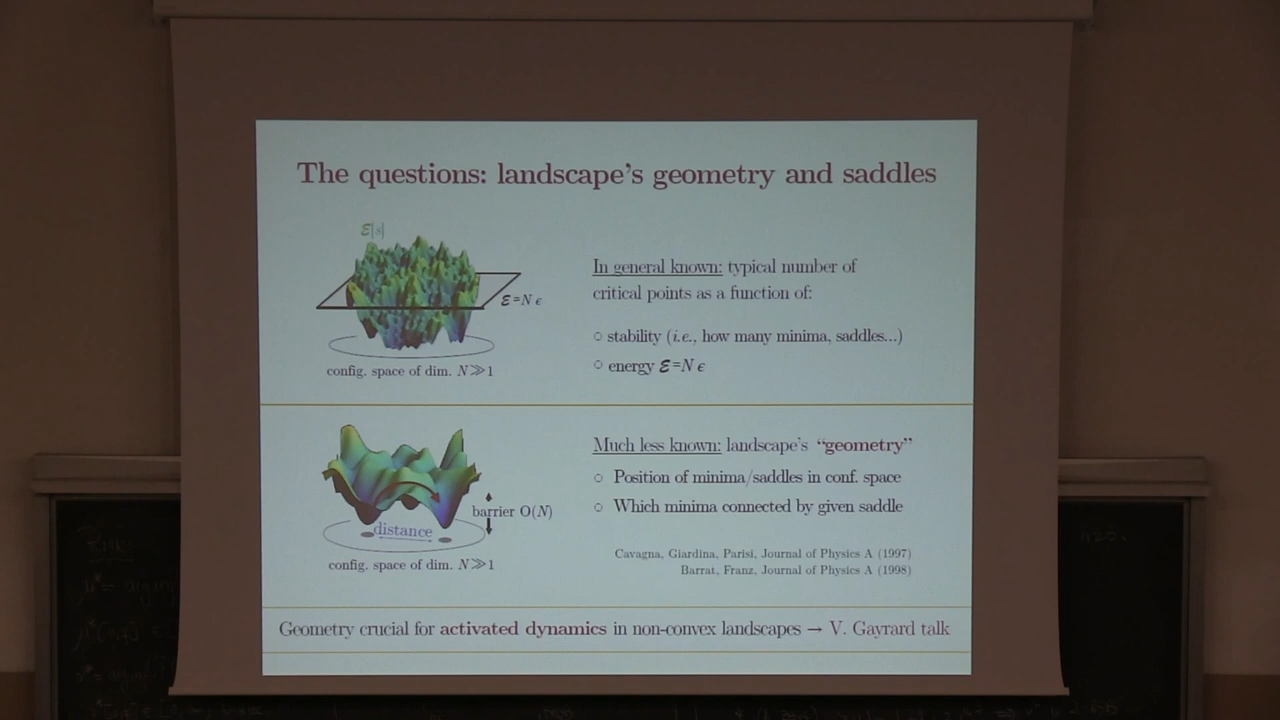 The questions: landscape's geometry and saddles
ℰ[s]
ℰ=N ϵ
config. space of dim. N≫1
In general known: typical number of
critical points as a function of:
○ stability (i.e., how many minima, saddles...)
○ energy ℰ=N ϵ
barrier O(N)
distance
config. space of dim. N≫1
Much less known: landscape's "geometry"
○ Position of minima/saddles in conf. space
○ Which minima connected by given saddle
Cavagna, Giardina, Parisi, Journal of Physics A (1997)
Barrat, Franz, Journal of Physics A (1998)
Geometry crucial for activated dynamics in non-convex landscapes → V. Gayrard talk